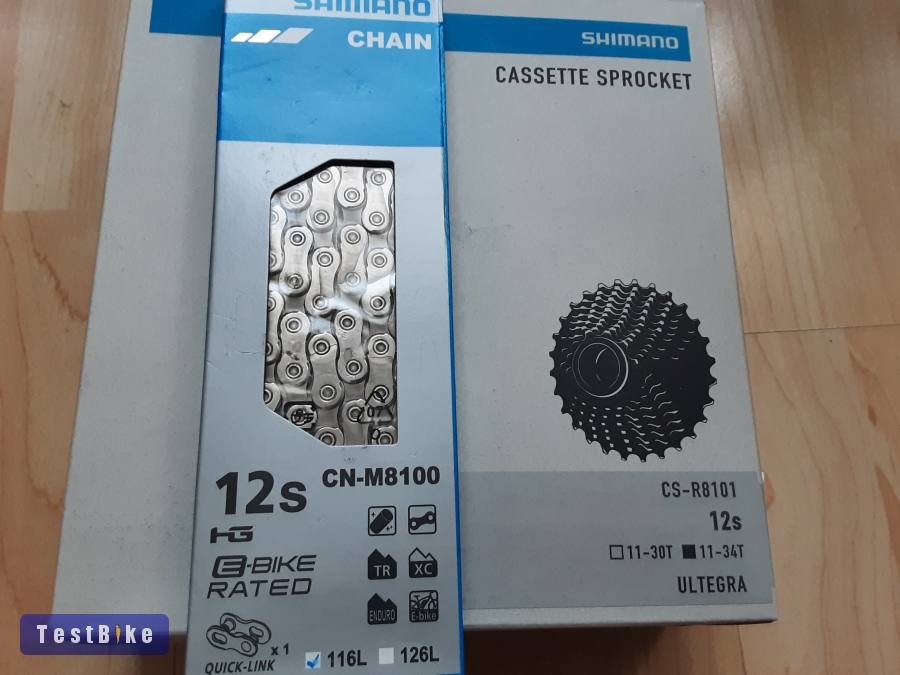 SHIMANO
CHAIN
12s
CN-M8100
HG
E-BIKE
RATED
TR
XC
ENDURO
E-bike
x 1
QUICK-LINK
116L
126L
SHIMANO
CASSETTE SPROCKET
CS-R8101
12s
11-30T 11-34T
ULTEGRA
TestBike